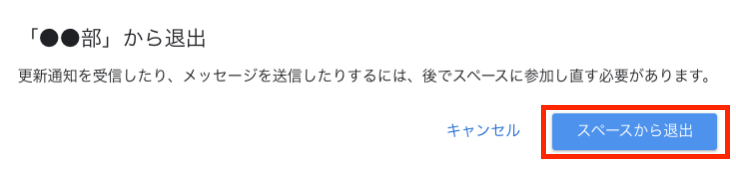 「●●部」から退出
更新通知を受信したり、メッセージを送信したりするには、後でスペースに参加し直す必要があります。
キャンセル
スペースから退出